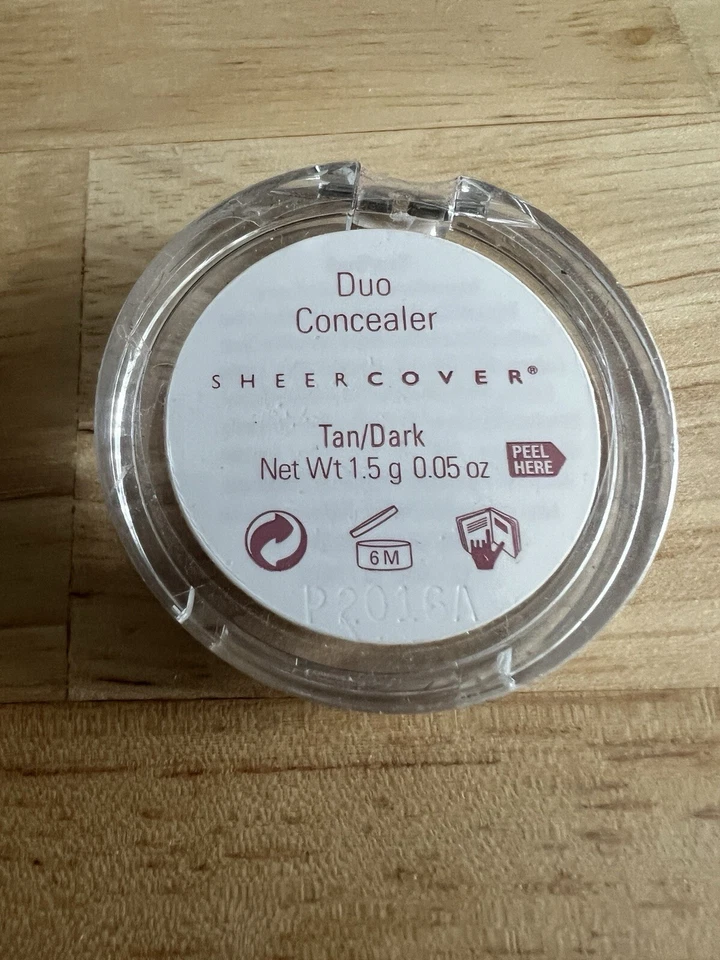 Duo
Concealer
SHEERCOVER®
Tan/Dark
Net Wt 1.5 g 0.05 oz
PEEL
HERE
6M
P2016A